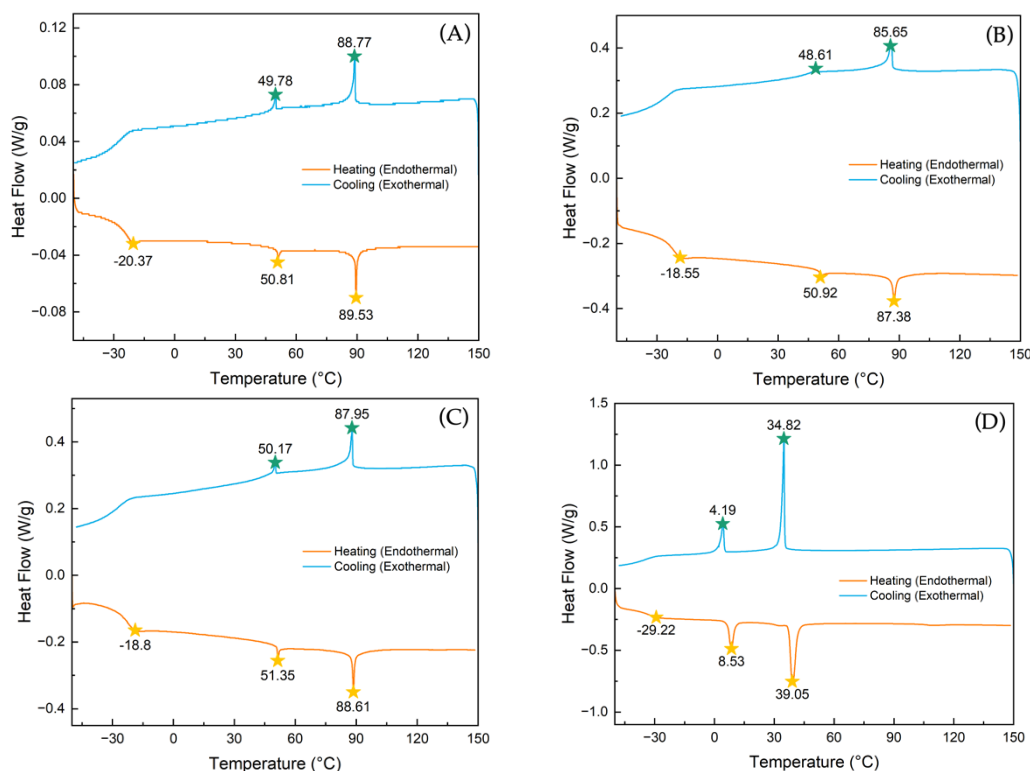 (A)
0.12
0.08
0.04
0.00
−0.04
−0.08
Heat Flow (W/g)
88.77
49.78
Heating (Endothermal)
Cooling (Exothermal)
-20.37
50.81
89.53
−30 0 30 60 90 120 150
Temperature (°C)
(B)
0.4
0.2
0.0
−0.2
−0.4
Heat Flow (W/g)
85.65
48.61
Heating (Endothermal)
Cooling (Exothermal)
-18.55
50.92
87.38
−30 0 30 60 90 120 150
Temperature (°C)
(C)
0.4
0.2
0.0
−0.2
−0.4
Heat Flow (W/g)
87.95
50.17
Heating (Endothermal)
Cooling (Exothermal)
-18.8
51.35
88.61
−30 0 30 60 90 120 150
Temperature (°C)
(D)
1.5
1.0
0.5
0.0
−0.5
−1.0
Heat Flow (W/g)
34.82
4.19
Heating (Endothermal)
Cooling (Exothermal)
-29.22
8.53
39.05
−30 0 30 60 90 120 150
Temperature (°C)